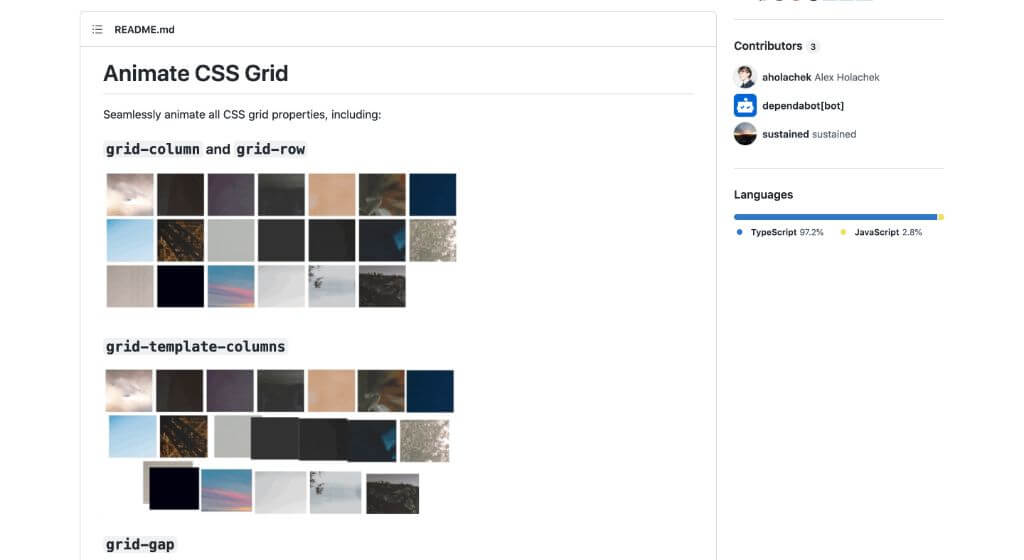 README.md
Animate CSS Grid
Seamlessly animate all CSS grid properties, including:
grid-column and grid-row
grid-template-columns
grid-gap
Contributors 3
aholachek Alex Holachek
dependabot[bot]
sustained sustained
Languages
TypeScript 97.2% JavaScript 2.8%